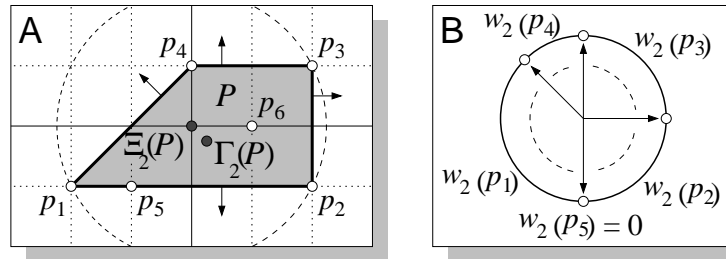 A
p₄
p₃
P
p₆
Ξ₂(P)
Γ₂(P)
p₁
p₅
p₂
B
w₂(p₄)
w₂(p₃)
w₂(p₁)
w₂(p₂)
w₂(p₅) = 0